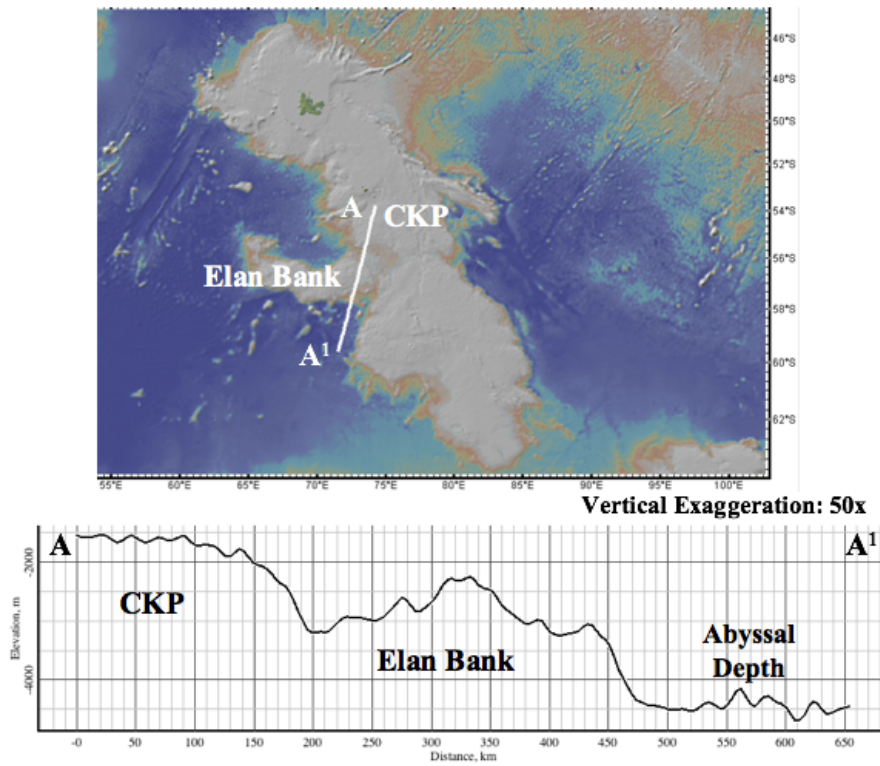 46°S
48°S
50°S
52°S
A
CKP
54°S
Elan Bank
56°S
58°S
A¹
60°S
62°S
55°E 60°E 65°E 70°E 75°E 80°E 85°E 90°E 95°E 100°E
Vertical Exaggeration: 50x
A A¹
-2000
CKP
Elevation, m
Elan Bank
Abyssal
Depth
-4000
-0 50 100 150 200 250 300 350 400 450 500 550 600 650
Distance, km